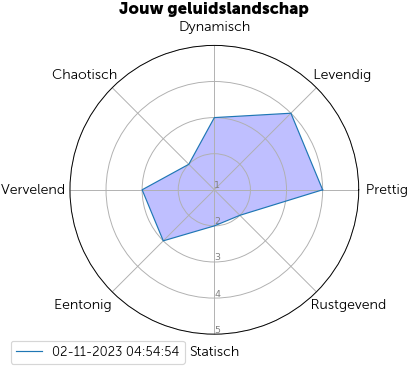 Jouw geluidslandschap
Dynamisch
Chaotisch
Levendig
Vervelend
1
Prettig
2
3
4
Eentonig
Rustgevend
5
02-11-2023 04:54:54
Statisch